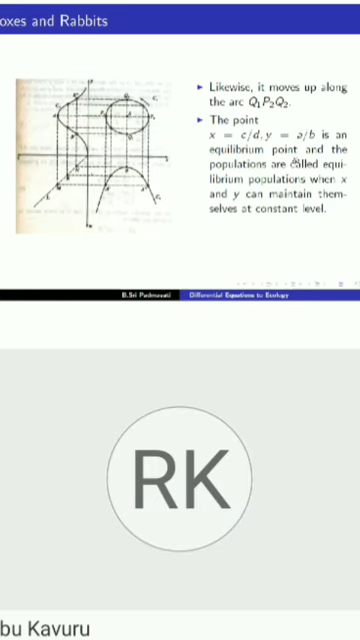 oxes and Rabbits
▶ Likewise, it moves up along
the arc Q₁P₂Q₂.
▶ The point
x = c/d, y = a/b is an
equilibrium point and the
populations are called equi-
librium populations when x
and y can maintain them-
selves at constant level.
B.Sri Padmavati Differential Equations to Ecology
RK
bu Kavuru